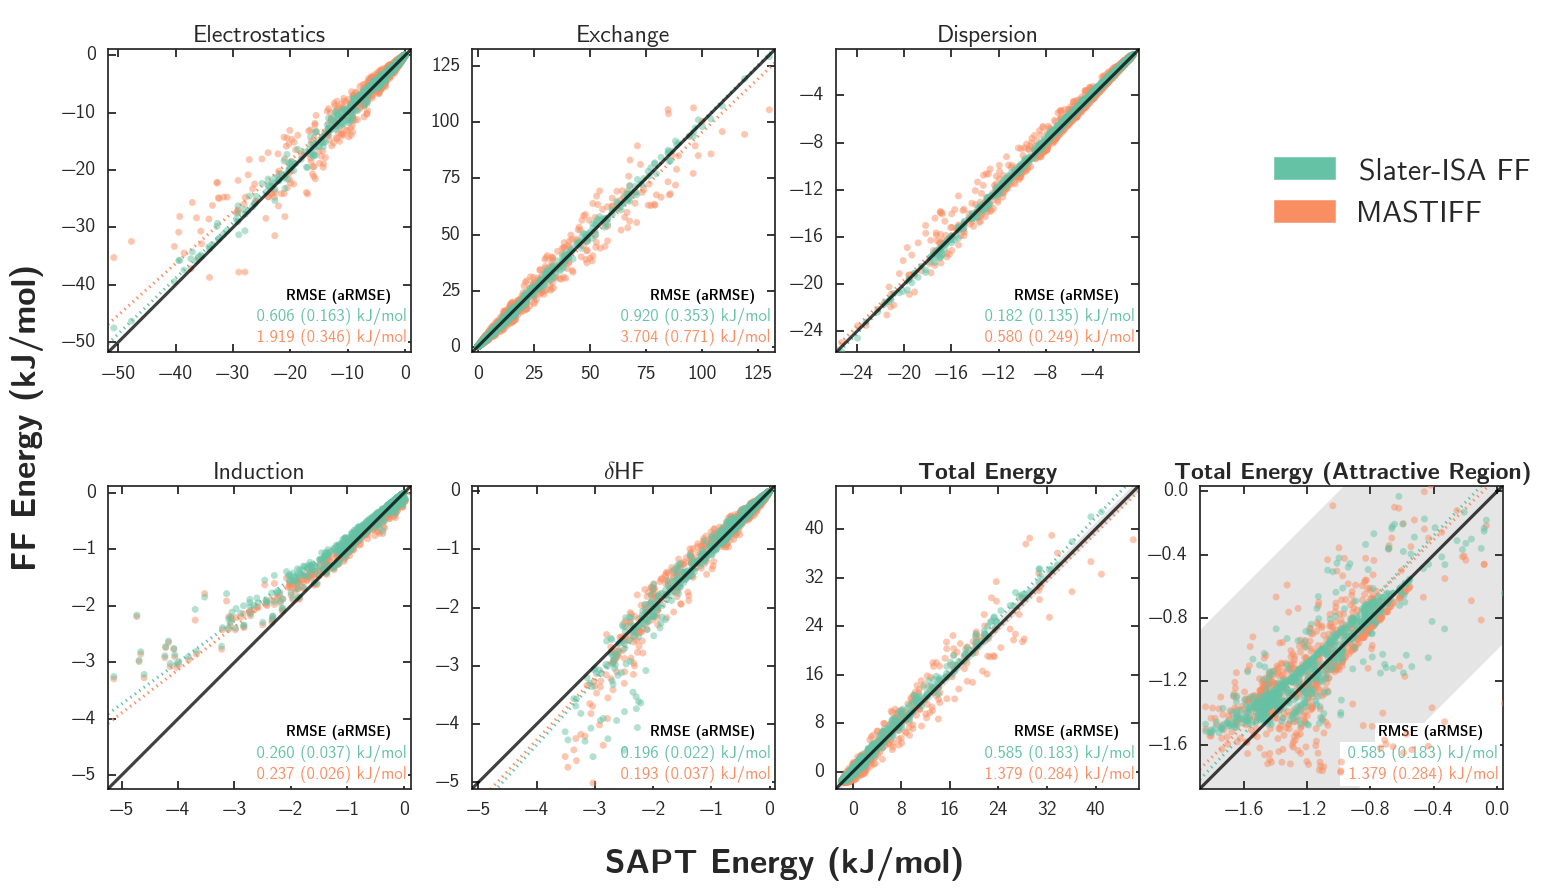 Electrostatics
Exchange
Dispersion
0
−10
−20
−30
−40
−50
RMSE (aRMSE)
0.606 (0.163) kJ/mol
1.919 (0.346) kJ/mol
−50 −40 −30 −20 −10 0
125
100
75
50
25
0
RMSE (aRMSE)
0.920 (0.353) kJ/mol
3.704 (0.771) kJ/mol
0 25 50 75 100 125
−4
−8
−12
−16
−20
−24
RMSE (aRMSE)
0.182 (0.135) kJ/mol
0.580 (0.249) kJ/mol
−24 −20 −16 −12 −8 −4
Slater-ISA FF
MASTIFF
FF Energy (kJ/mol)
Induction
δHF
Total Energy
Total Energy (Attractive Region)
0
−1
−2
−3
−4
−5
RMSE (aRMSE)
0.260 (0.037) kJ/mol
0.237 (0.026) kJ/mol
−5 −4 −3 −2 −1 0
0
−1
−2
−3
−4
−5
RMSE (aRMSE)
0.196 (0.022) kJ/mol
0.193 (0.037) kJ/mol
−5 −4 −3 −2 −1 0
40
32
24
16
8
0
RMSE (aRMSE)
0.585 (0.183) kJ/mol
1.379 (0.284) kJ/mol
0 8 16 24 32 40
0.0
−0.4
−0.8
−1.2
−1.6
RMSE (aRMSE)
0.585 (0.183) kJ/mol
1.379 (0.284) kJ/mol
−1.6 −1.2 −0.8 −0.4 0.0
SAPT Energy (kJ/mol)